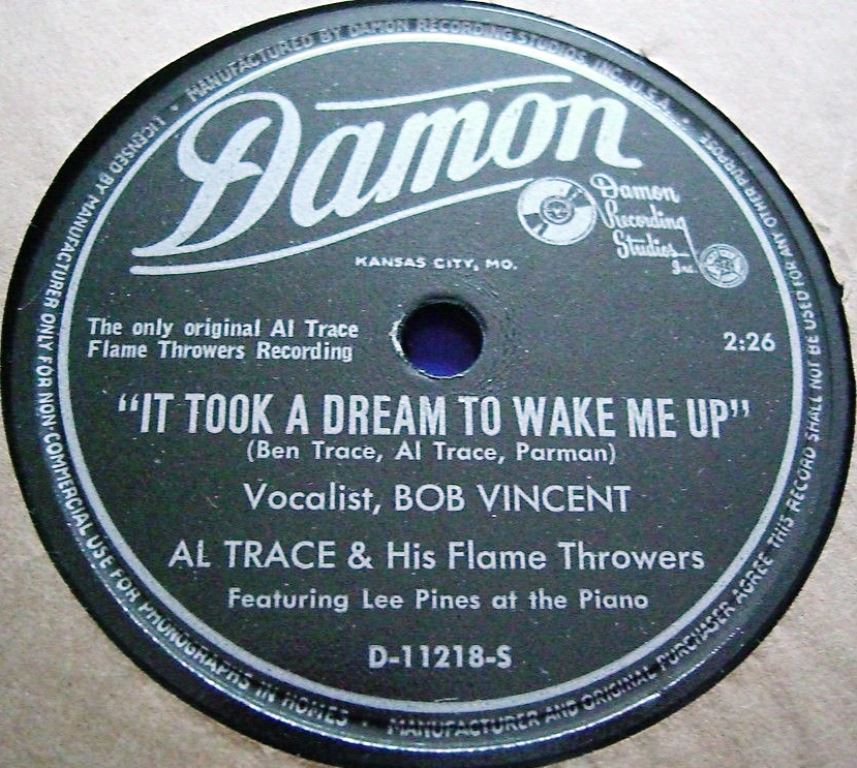 MANUFACTURED BY DAMON RECORDING STUDIOS, INC. U.S.A. •
Damon
Damon
Recording
Studios
Inc.
KANSAS CITY, MO.
The only original Al Trace
Flame Throwers Recording
2:26
"IT TOOK A DREAM TO WAKE ME UP"
(Ben Trace, Al Trace, Parman)
Vocalist, BOB VINCENT
AL TRACE & His Flame Throwers
Featuring Lee Pines at the Piano
D-11218-S
• LICENSED BY MANUFACTURER ONLY FOR NON-COMMERCIAL USE FOR PHONOGRAPHS IN HOMES •
MANUFACTURER AND ORIGINAL PURCHASER AGREE THIS RECORD SHALL NOT BE USED FOR ANY OTHER PURPOSE